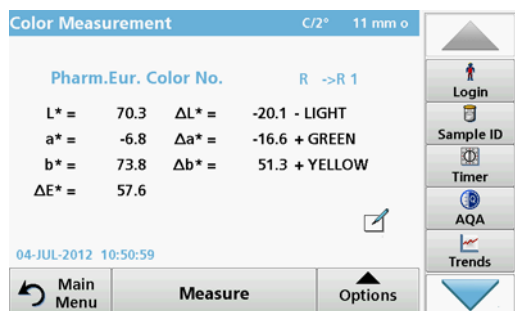 Color Measurement C/2° 11 mm o
Pharm.Eur. Color No. R ->R 1
L* = 70.3 ΔL* = -20.1 - LIGHT
a* = -6.8 Δa* = -16.6 + GREEN
b* = 73.8 Δb* = 51.3 + YELLOW
ΔE* = 57.6
04-JUL-2012 10:50:59
Main Menu
Measure
Options
Login
Sample ID
Timer
AQA
Trends